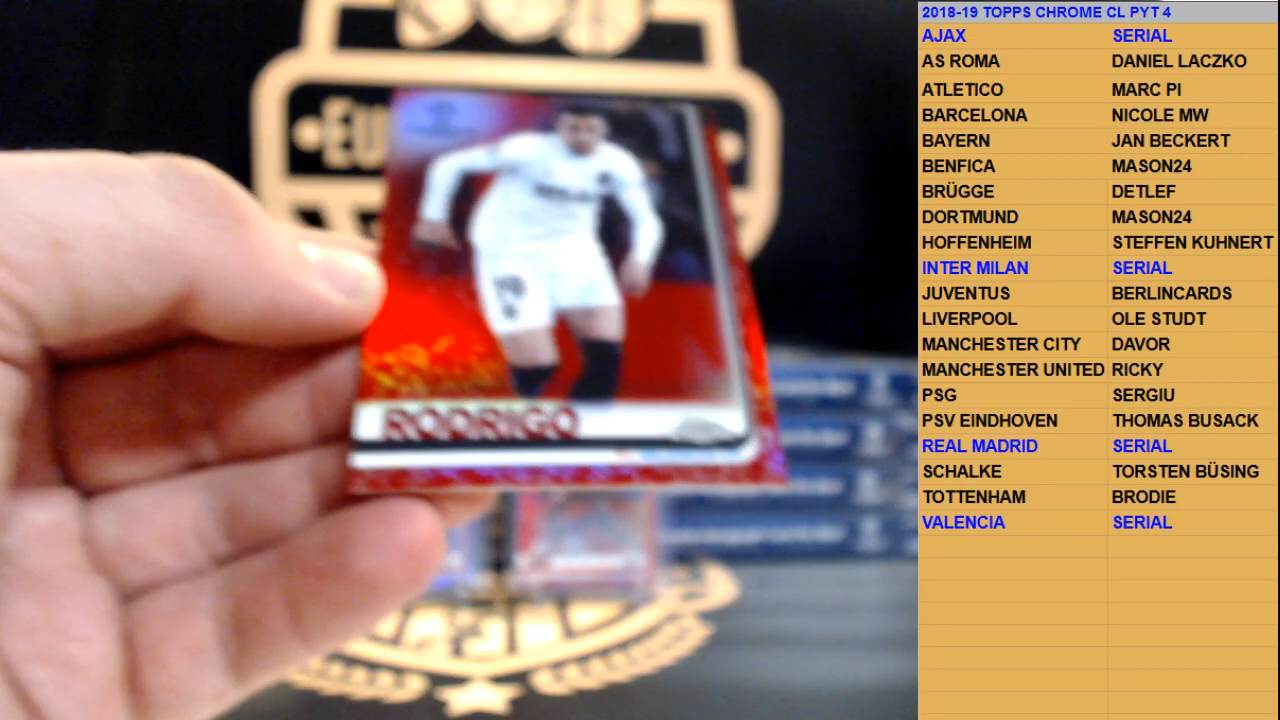 EU
RODRIGO
2018-19 TOPPS CHROME CL PYT 4
AJAX SERIAL
AS ROMA DANIEL LACZKO
ATLETICO MARC PI
BARCELONA NICOLE MW
BAYERN JAN BECKERT
BENFICA MASON24
BRÜGGE DETLEF
DORTMUND MASON24
HOFFENHEIM STEFFEN KUHNERT
INTER MILAN SERIAL
JUVENTUS BERLINCARDS
LIVERPOOL OLE STUDT
MANCHESTER CITY DAVOR
MANCHESTER UNITED RICKY
PSG SERGIU
PSV EINDHOVEN THOMAS BUSACK
REAL MADRID SERIAL
SCHALKE TORSTEN BÜSING
TOTTENHAM BRODIE
VALENCIA SERIAL